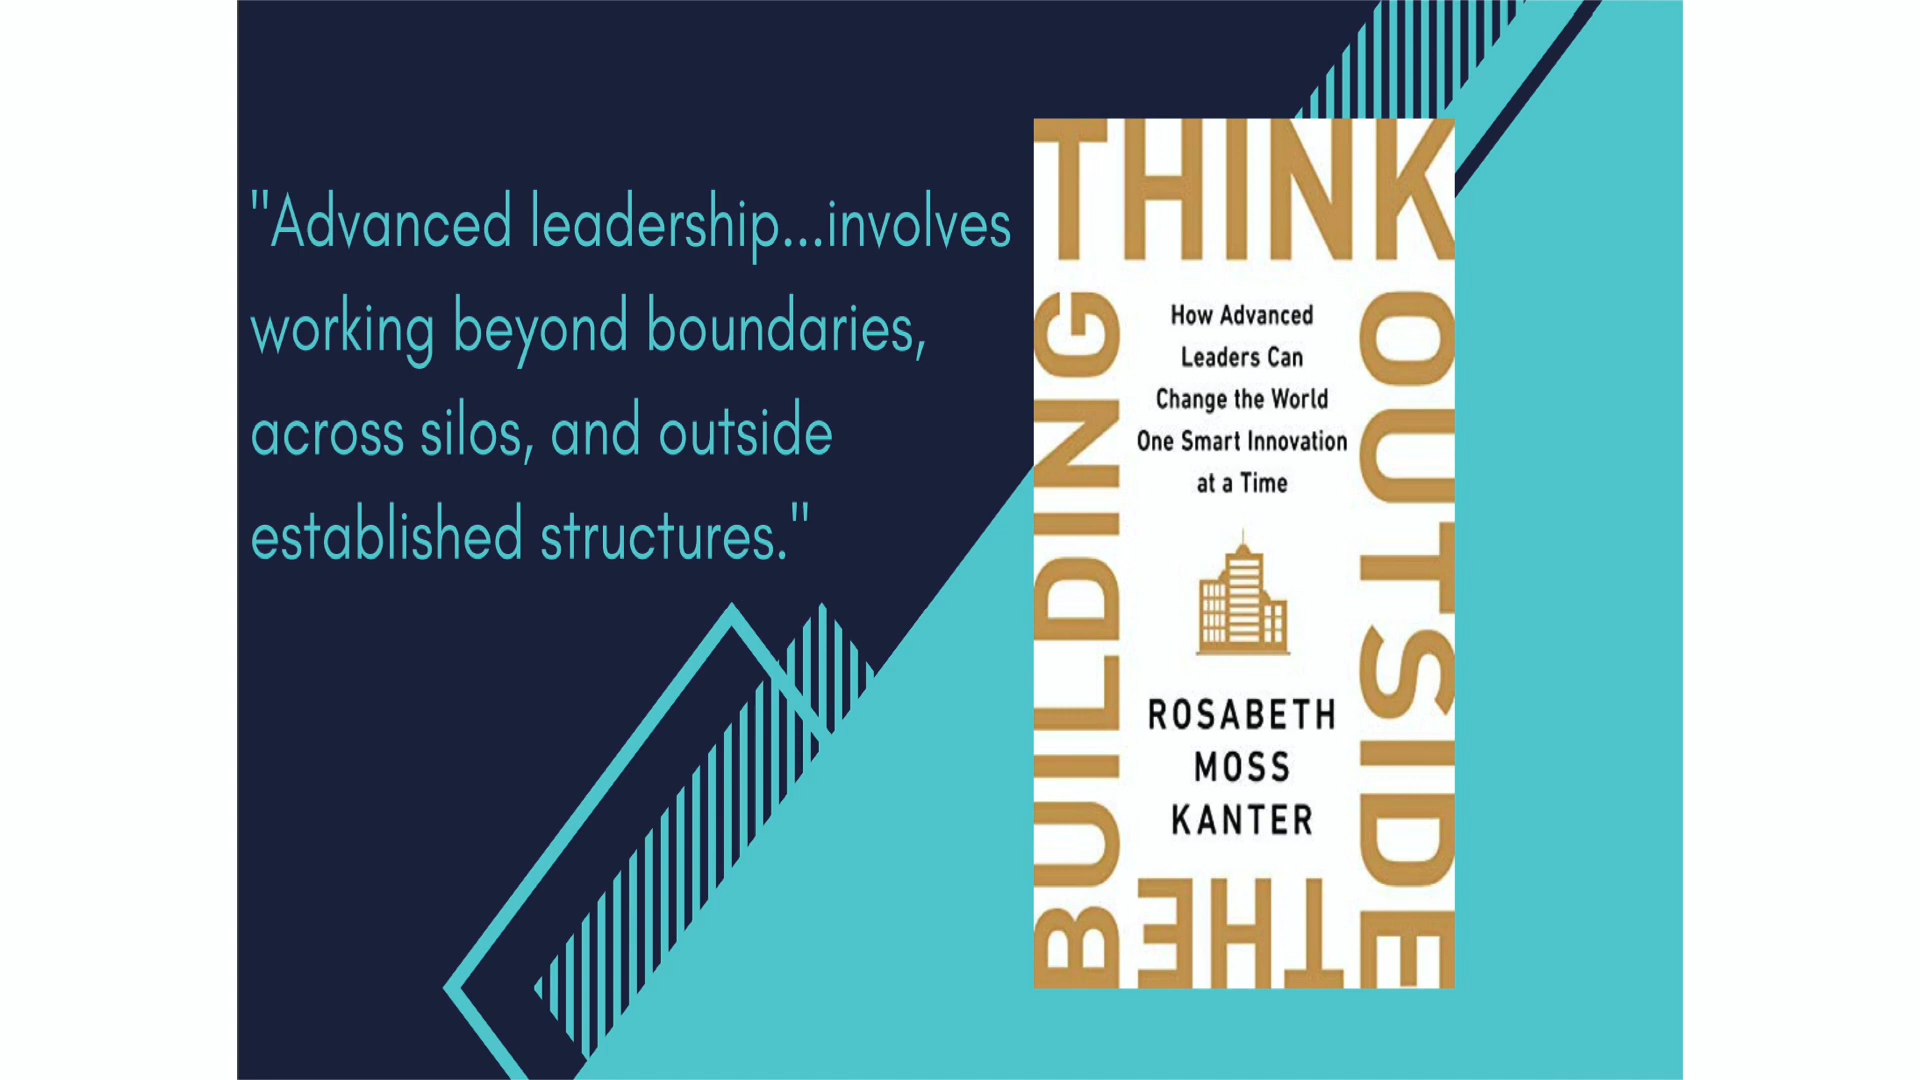 "Advanced leadership...involves
working beyond boundaries,
across silos, and outside
established structures."
THINK
OUTSIDE
THE
BUILDING
How Advanced
Leaders Can
Change the World
One Smart Innovation
at a Time
ROSABETH
MOSS
KANTER